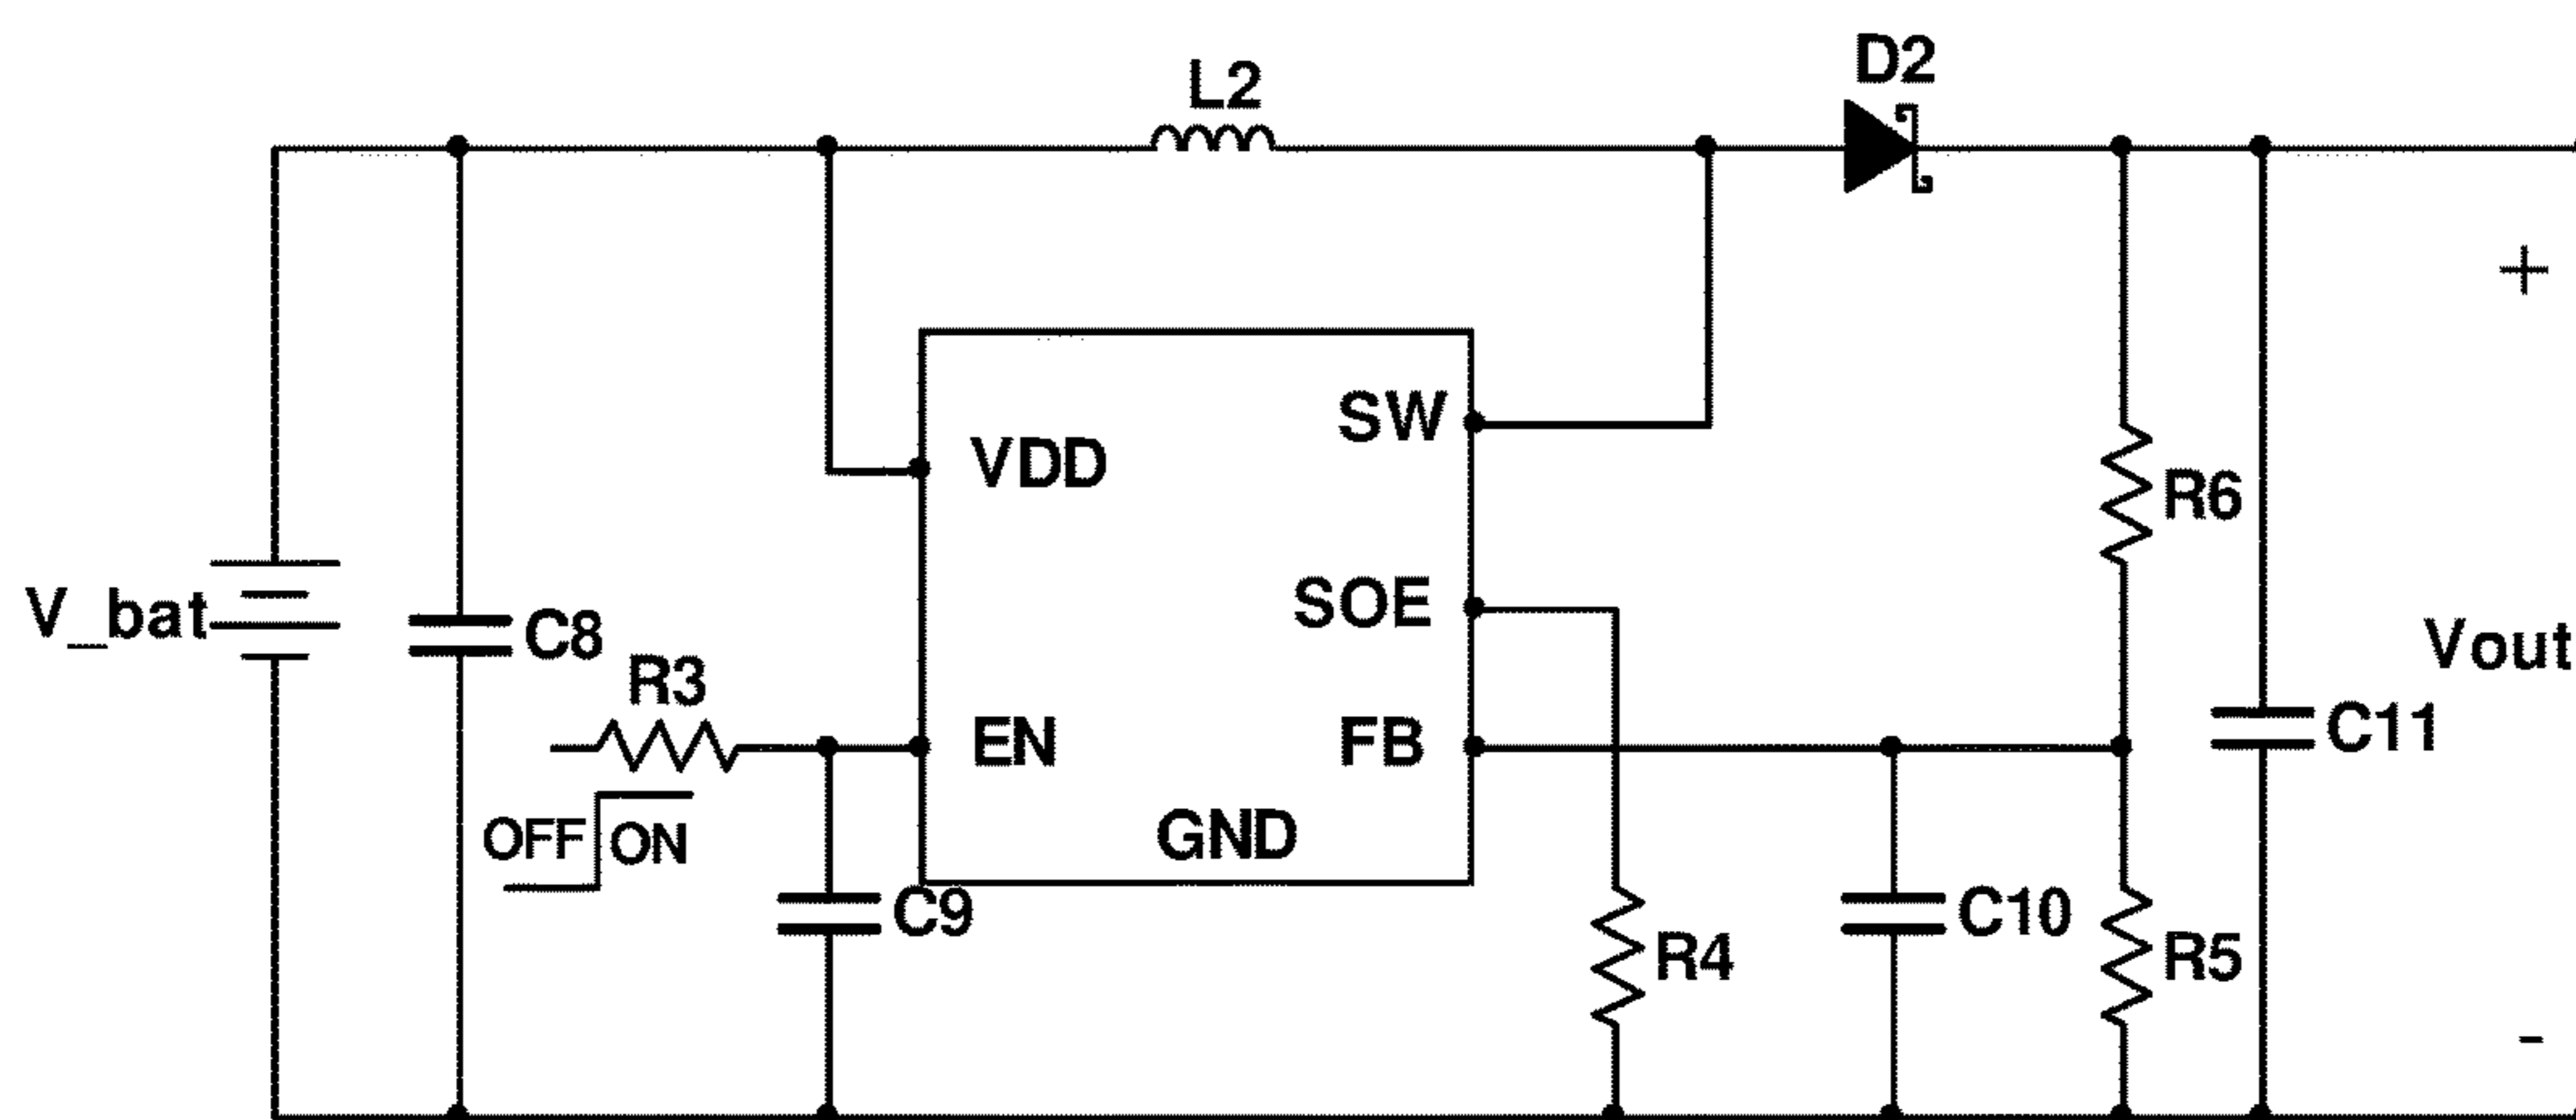 D2
L2
SW
VDD
R6
SOE
V_bat
C8
Vout
+
R3
C11
EN
FB
OFF
ON
GND
C9
C10
R4
R5
-